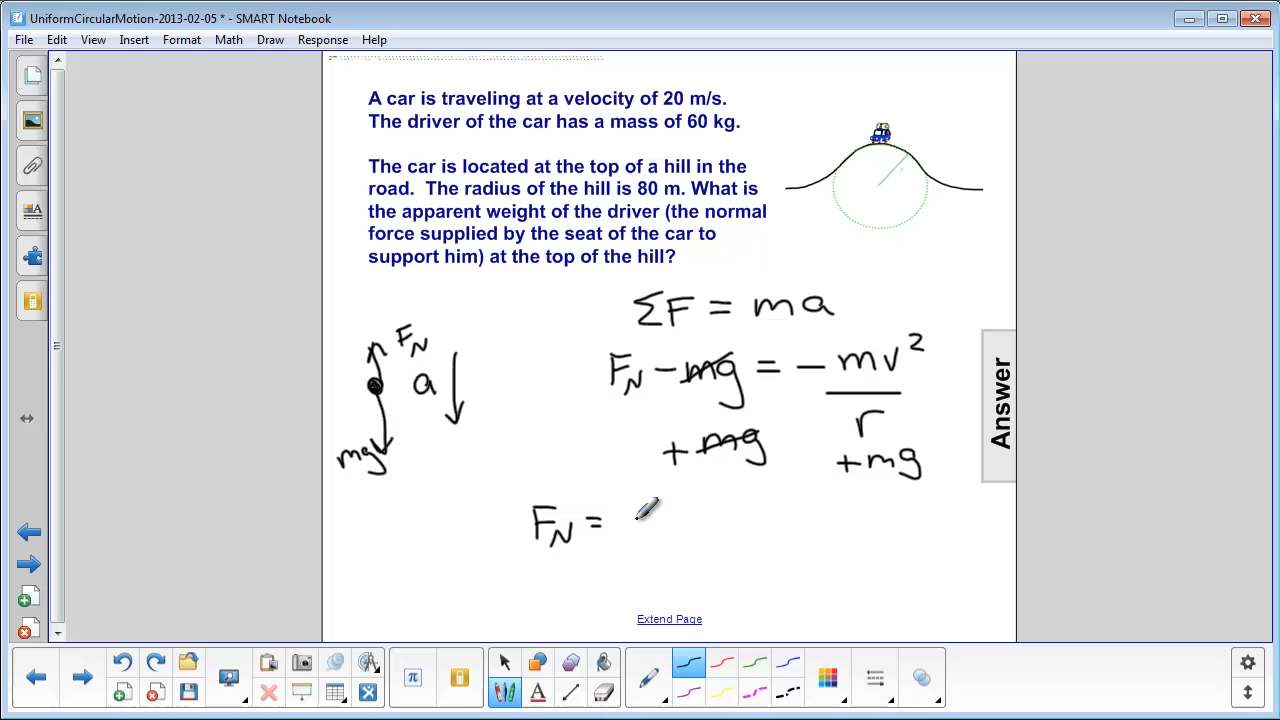 UniformCircularMotion-2013-02-05 * - SMART Notebook
File Edit View Insert Format Math Draw Response Help
A car is traveling at a velocity of 20 m/s.
The driver of the car has a mass of 60 kg.
The car is located at the top of a hill in the
road. The radius of the hill is 80 m. What is
the apparent weight of the driver (the normal
force supplied by the seat of the car to
support him) at the top of the hill?
ΣF = ma
F_N a
mg
F_N - mg = - mv²
r
+ mg + mg
F_N =
Answer
Extend Page
π
A